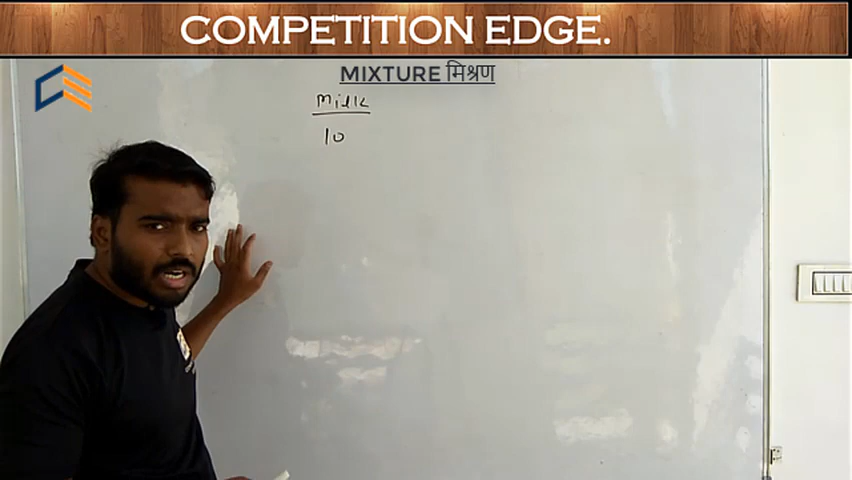 COMPETITION EDGE.
MIXTURE मिश्रण
Milk
10